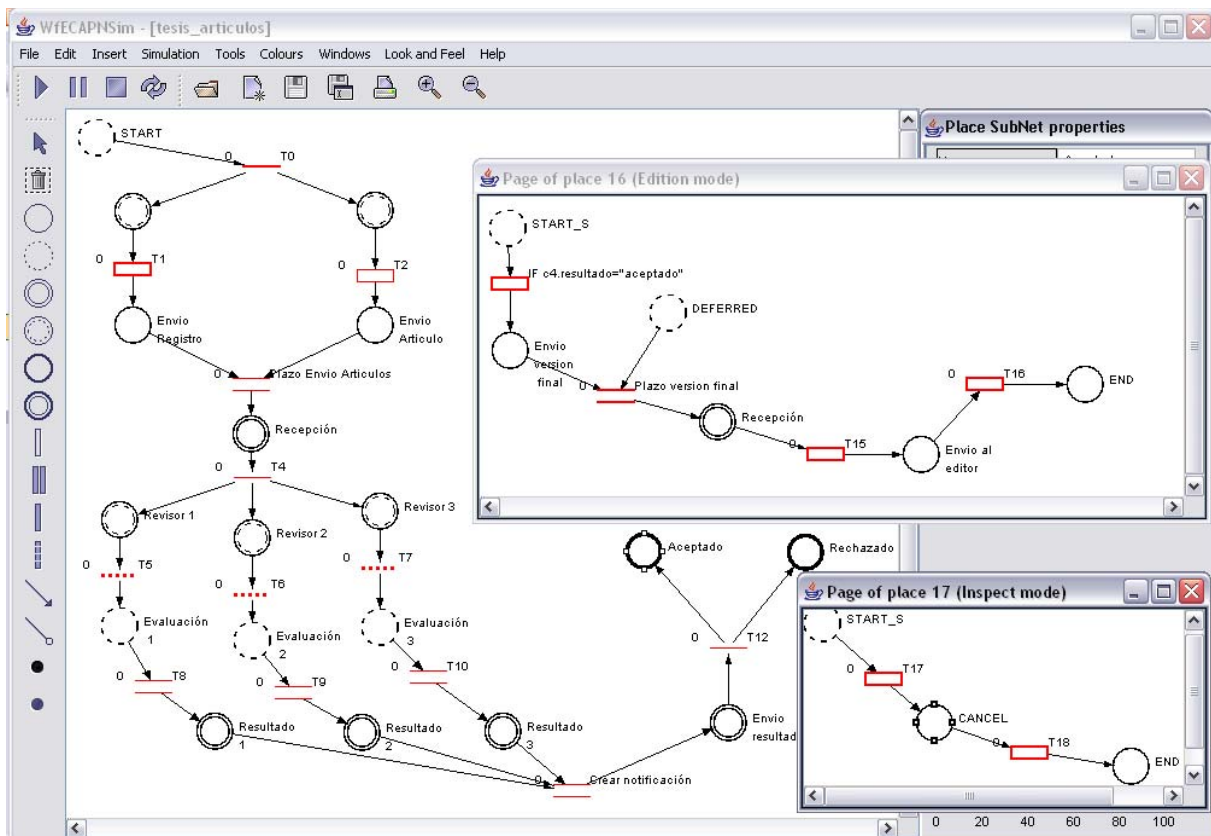 WfECAPNSim - [tesis_articulos]
File Edit Insert Simulation Tools Colours Windows Look and Feel Help
START
0 T0
0 T1
0 T2
Envio
Registro
Envio
Articulo
0 Plazo Envio Articulos
Recepción
0 T4
Revisor 1
Revisor 2
Revisor 3
0 T5
0 T6
0 T7
Evaluación
1
Evaluación
2
Evaluación
3
0 T8
0 T9
0 T10
Resultado
1
Resultado
2
Resultado
3
0 Crear notificación
Envio
resultad
0 T12
Aceptado
Rechazado
Place SubNet properties
Page of place 16 (Edition mode)
START_S
IF c4.resultado="aceptado"
DEFERRED
Envio
version
final
0 Plazo version final
Recepción
0 T15
Envio al
editor
0 T16
END
Page of place 17 (Inspect mode)
START_S
0 T17
CANCEL
0 T18
END
0 20 40 60 80 100